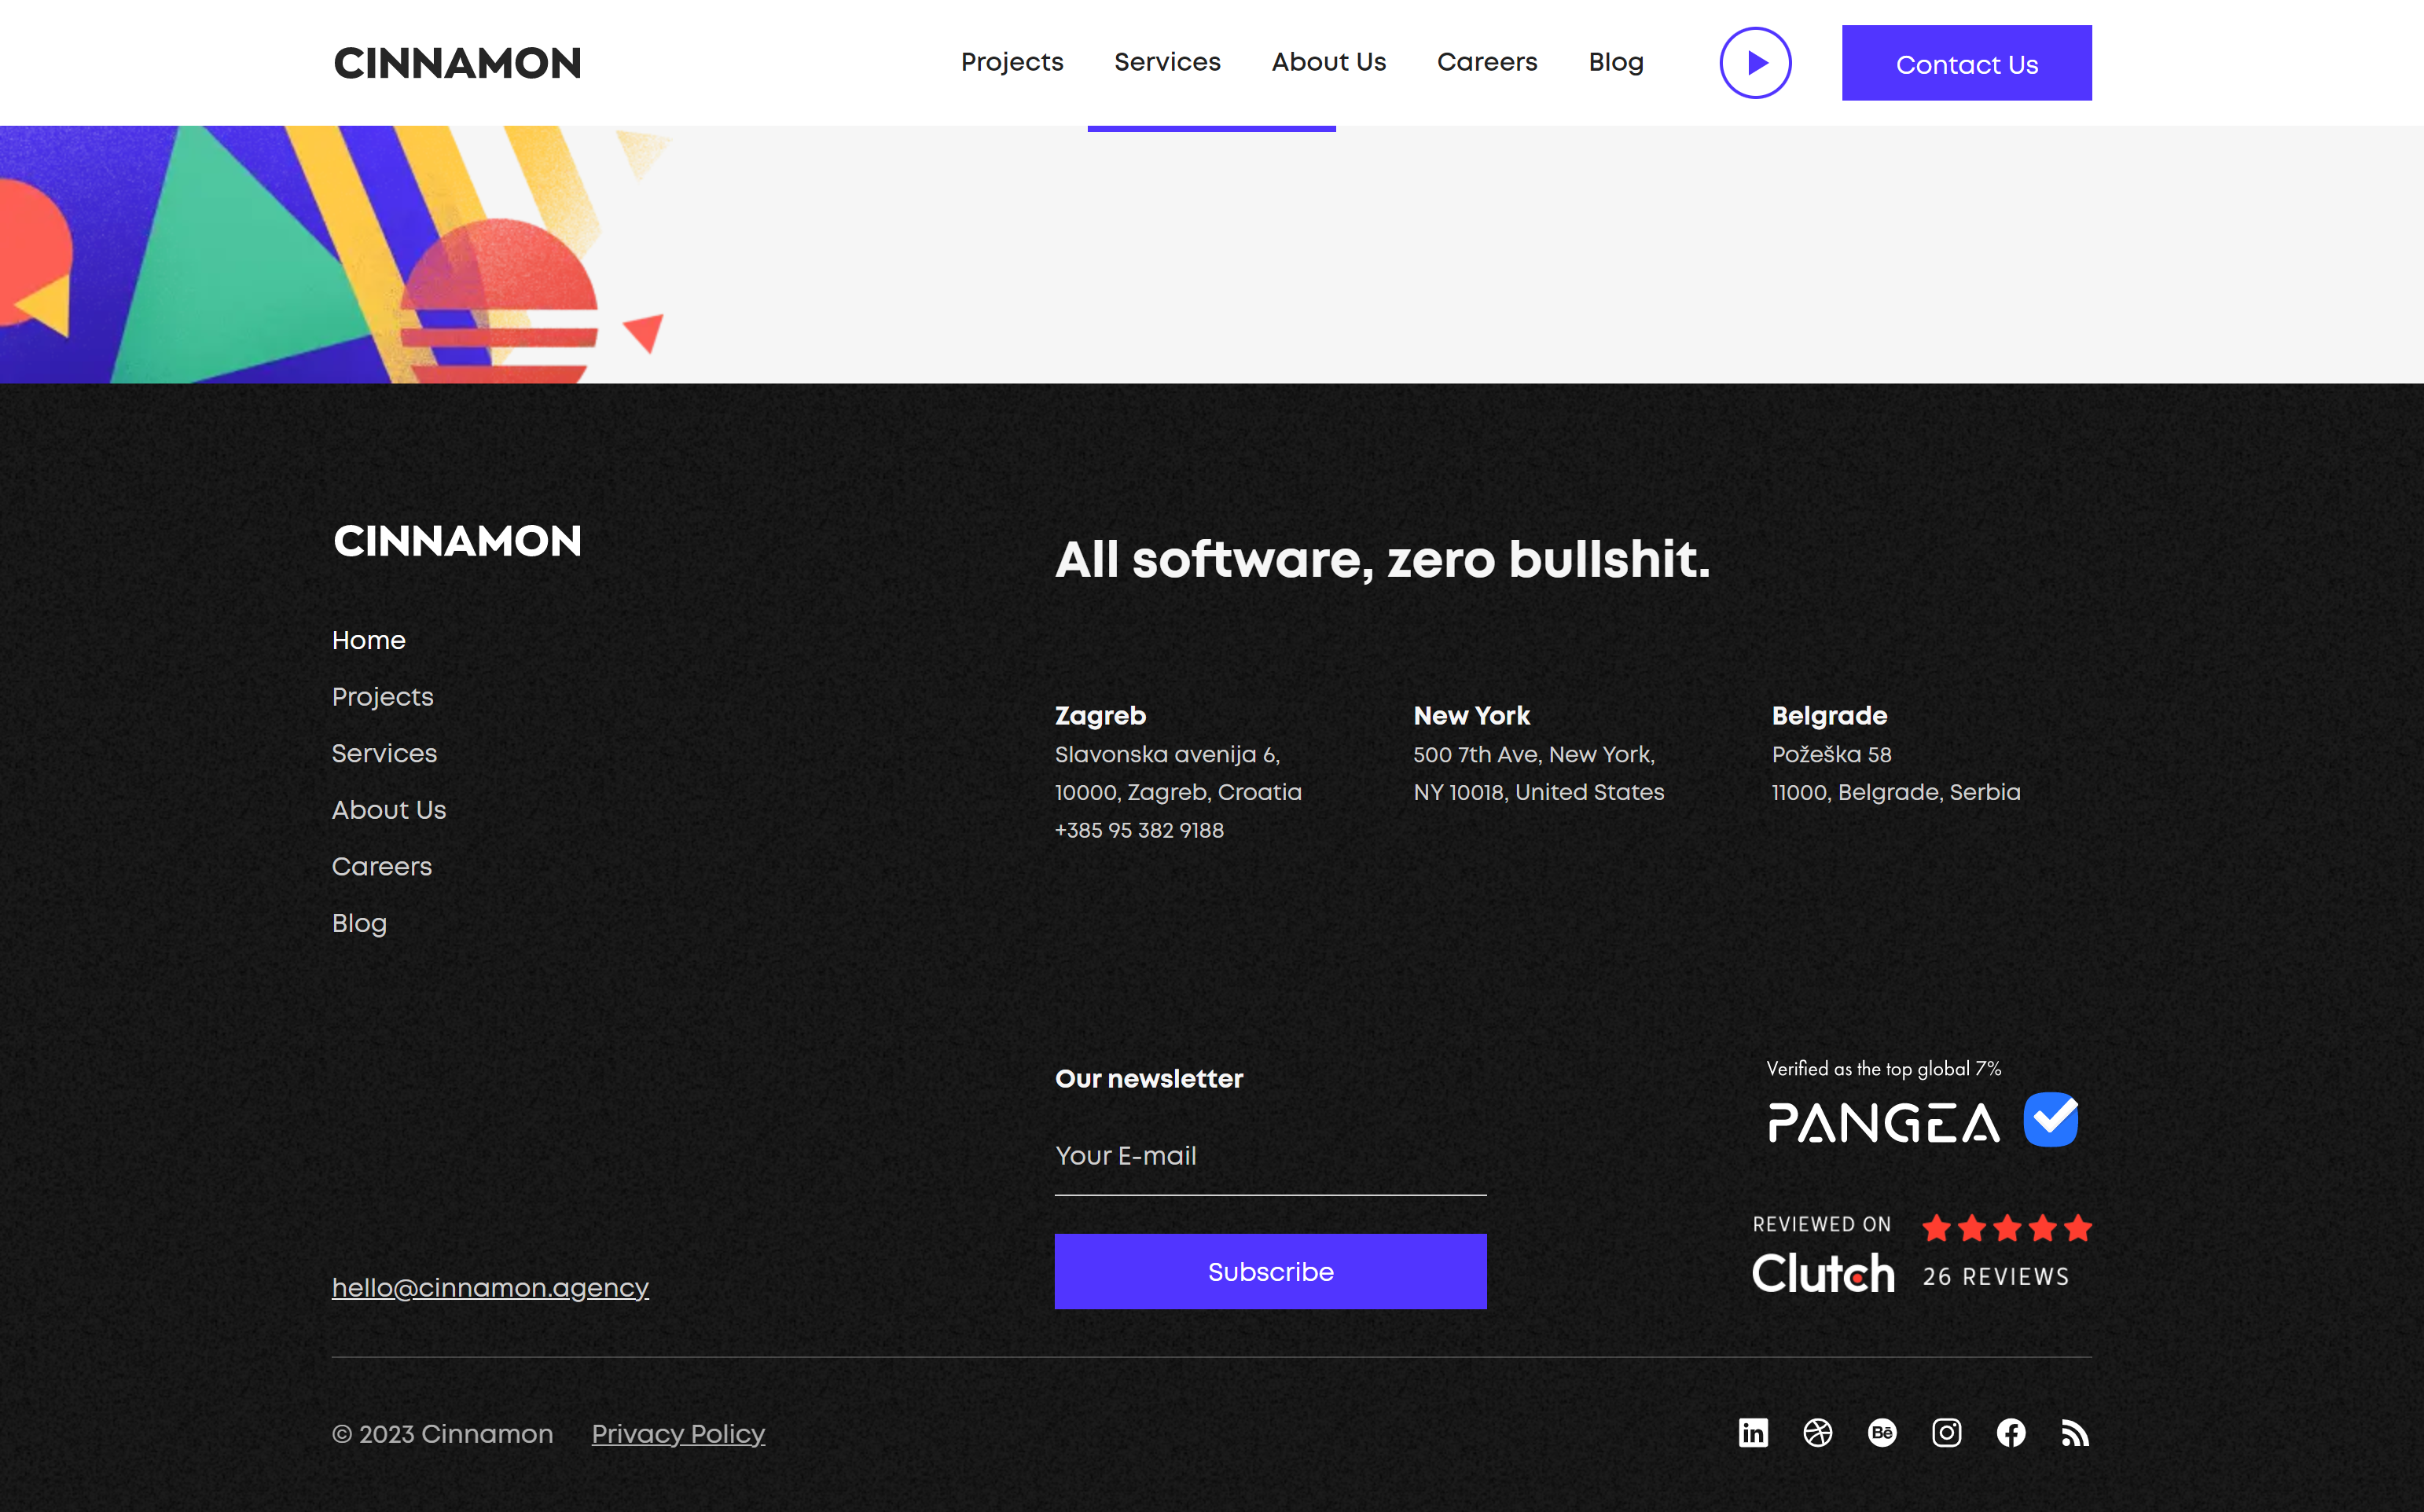 CINNAMON
Projects Services About Us Careers Blog Contact Us
CINNAMON
Home
Projects
Services
About Us
Careers
Blog
hello@cinnamon.agency
All software, zero bullshit.
Zagreb
Slavonska avenija 6,
10000, Zagreb, Croatia
+385 95 382 9188
New York
500 7th Ave, New York,
NY 10018, United States
Belgrade
Požeška 58
11000, Belgrade, Serbia
Our newsletter
Your E-mail
Subscribe
Verified as the top global 7%
PANGEA
REVIEWED ON
Clutch
26 REVIEWS
© 2023 Cinnamon Privacy Policy
in
Bē